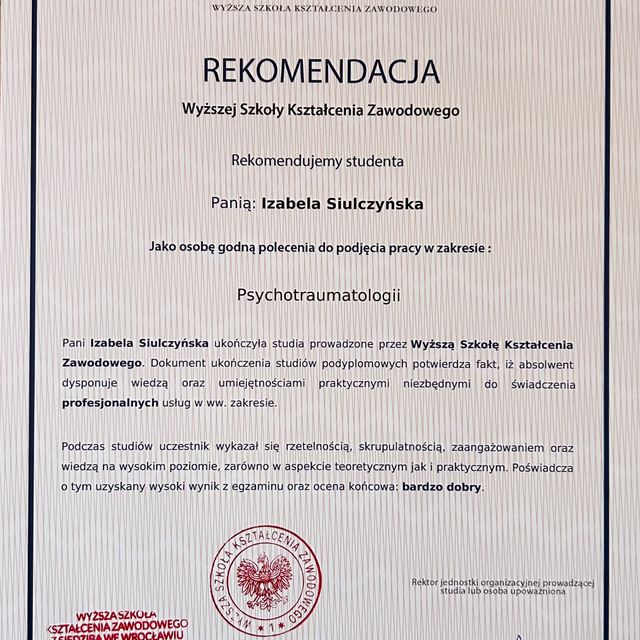 WYŻSZA SZKOŁA KSZTAŁCENIA ZAWODOWEGO
REKOMENDACJA
Wyższej Szkoły Kształcenia Zawodowego
Rekomendujemy studenta
Panią: Izabela Siulczyńska
Jako osobę godną polecenia do podjęcia pracy w zakresie :
Psychotraumatologii
Pani Izabela Siulczyńska ukończyła studia prowadzone przez Wyższą Szkołę Kształcenia
Zawodowego. Dokument ukończenia studiów podyplomowych potwierdza fakt, iż absolwent
dysponuje wiedzą oraz umiejętnościami praktycznymi niezbędnymi do świadczenia
profesjonalnych usług w ww. zakresie.
Podczas studiów uczestnik wykazał się rzetelnością, skrupulatnością, zaangażowaniem oraz
wiedzą na wysokim poziomie, zarówno w aspekcie teoretycznym jak i praktycznym. Poświadcza
o tym uzyskany wysoki wynik z egzaminu oraz ocena końcowa: bardzo dobry.
WYŻSZA SZKOŁA KSZTAŁCENIA ZAWODOWEGO
* 1 *
Rektor jednostki organizacyjnej prowadzącej
studia lub osoba upoważniona
WYŻSZA SZKOŁA
KSZTAŁCENIA ZAWODOWEGO
Z SIEDZIBĄ WE WROCŁAWIU